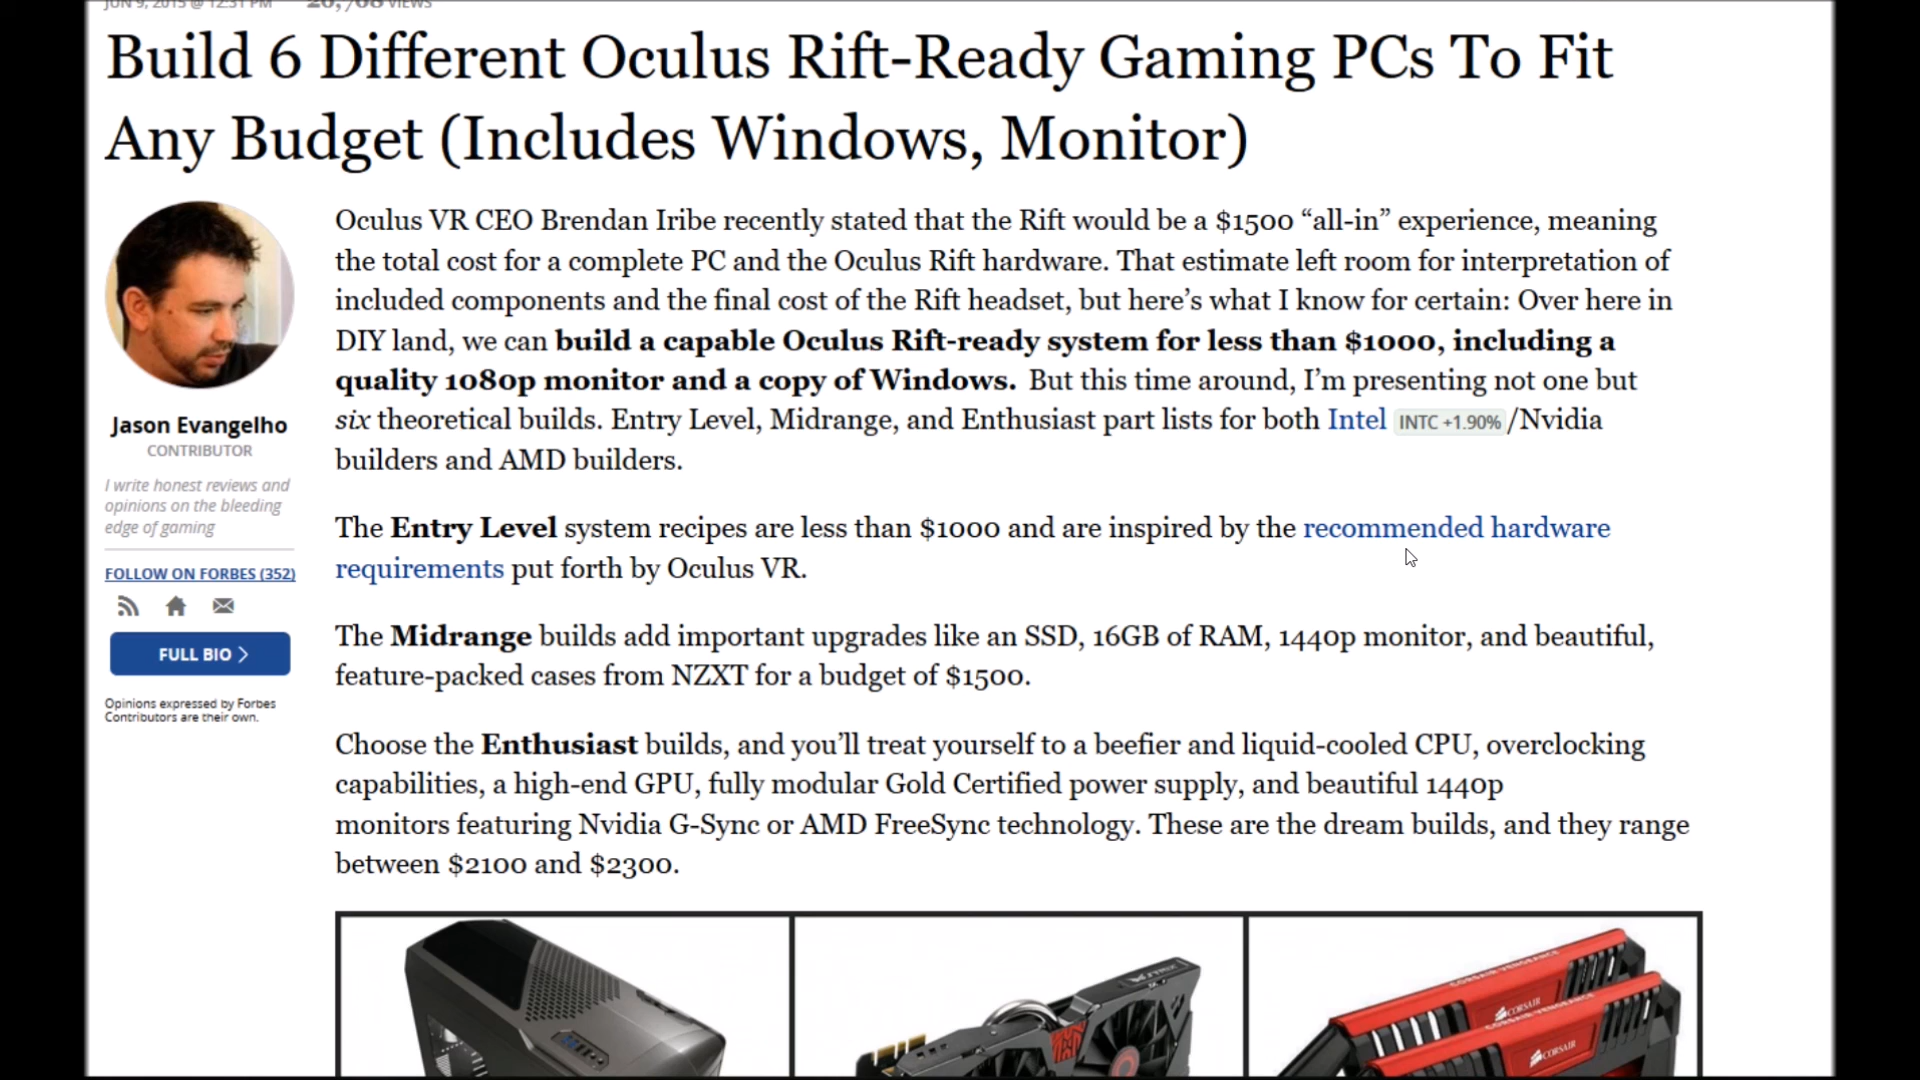 JUN 9, 2015 @ 12:31 PM 26,768 VIEWS
Build 6 Different Oculus Rift-Ready Gaming PCs To Fit
Any Budget (Includes Windows, Monitor)
Jason Evangelho
CONTRIBUTOR
I write honest reviews and
opinions on the bleeding
edge of gaming
FOLLOW ON FORBES (352)
FULL BIO >
Opinions expressed by Forbes
Contributors are their own.
Oculus VR CEO Brendan Iribe recently stated that the Rift would be a $1500 “all-in” experience, meaning
the total cost for a complete PC and the Oculus Rift hardware. That estimate left room for interpretation of
included components and the final cost of the Rift headset, but here’s what I know for certain: Over here in
DIY land, we can build a capable Oculus Rift-ready system for less than $1000, including a
quality 1080p monitor and a copy of Windows. But this time around, I’m presenting not one but
six theoretical builds. Entry Level, Midrange, and Enthusiast part lists for both Intel INTC +1.90% /Nvidia
builders and AMD builders.
The Entry Level system recipes are less than $1000 and are inspired by the recommended hardware
requirements put forth by Oculus VR.
The Midrange builds add important upgrades like an SSD, 16GB of RAM, 1440p monitor, and beautiful,
feature-packed cases from NZXT for a budget of $1500.
Choose the Enthusiast builds, and you’ll treat yourself to a beefier and liquid-cooled CPU, overclocking
capabilities, a high-end GPU, fully modular Gold Certified power supply, and beautiful 1440p
monitors featuring Nvidia G-Sync or AMD FreeSync technology. These are the dream builds, and they range
between $2100 and $2300.
STRIX
CORSAIR VENGEANCE
CORSAIR
CORSAIR VENGEANCE
CORSAIR